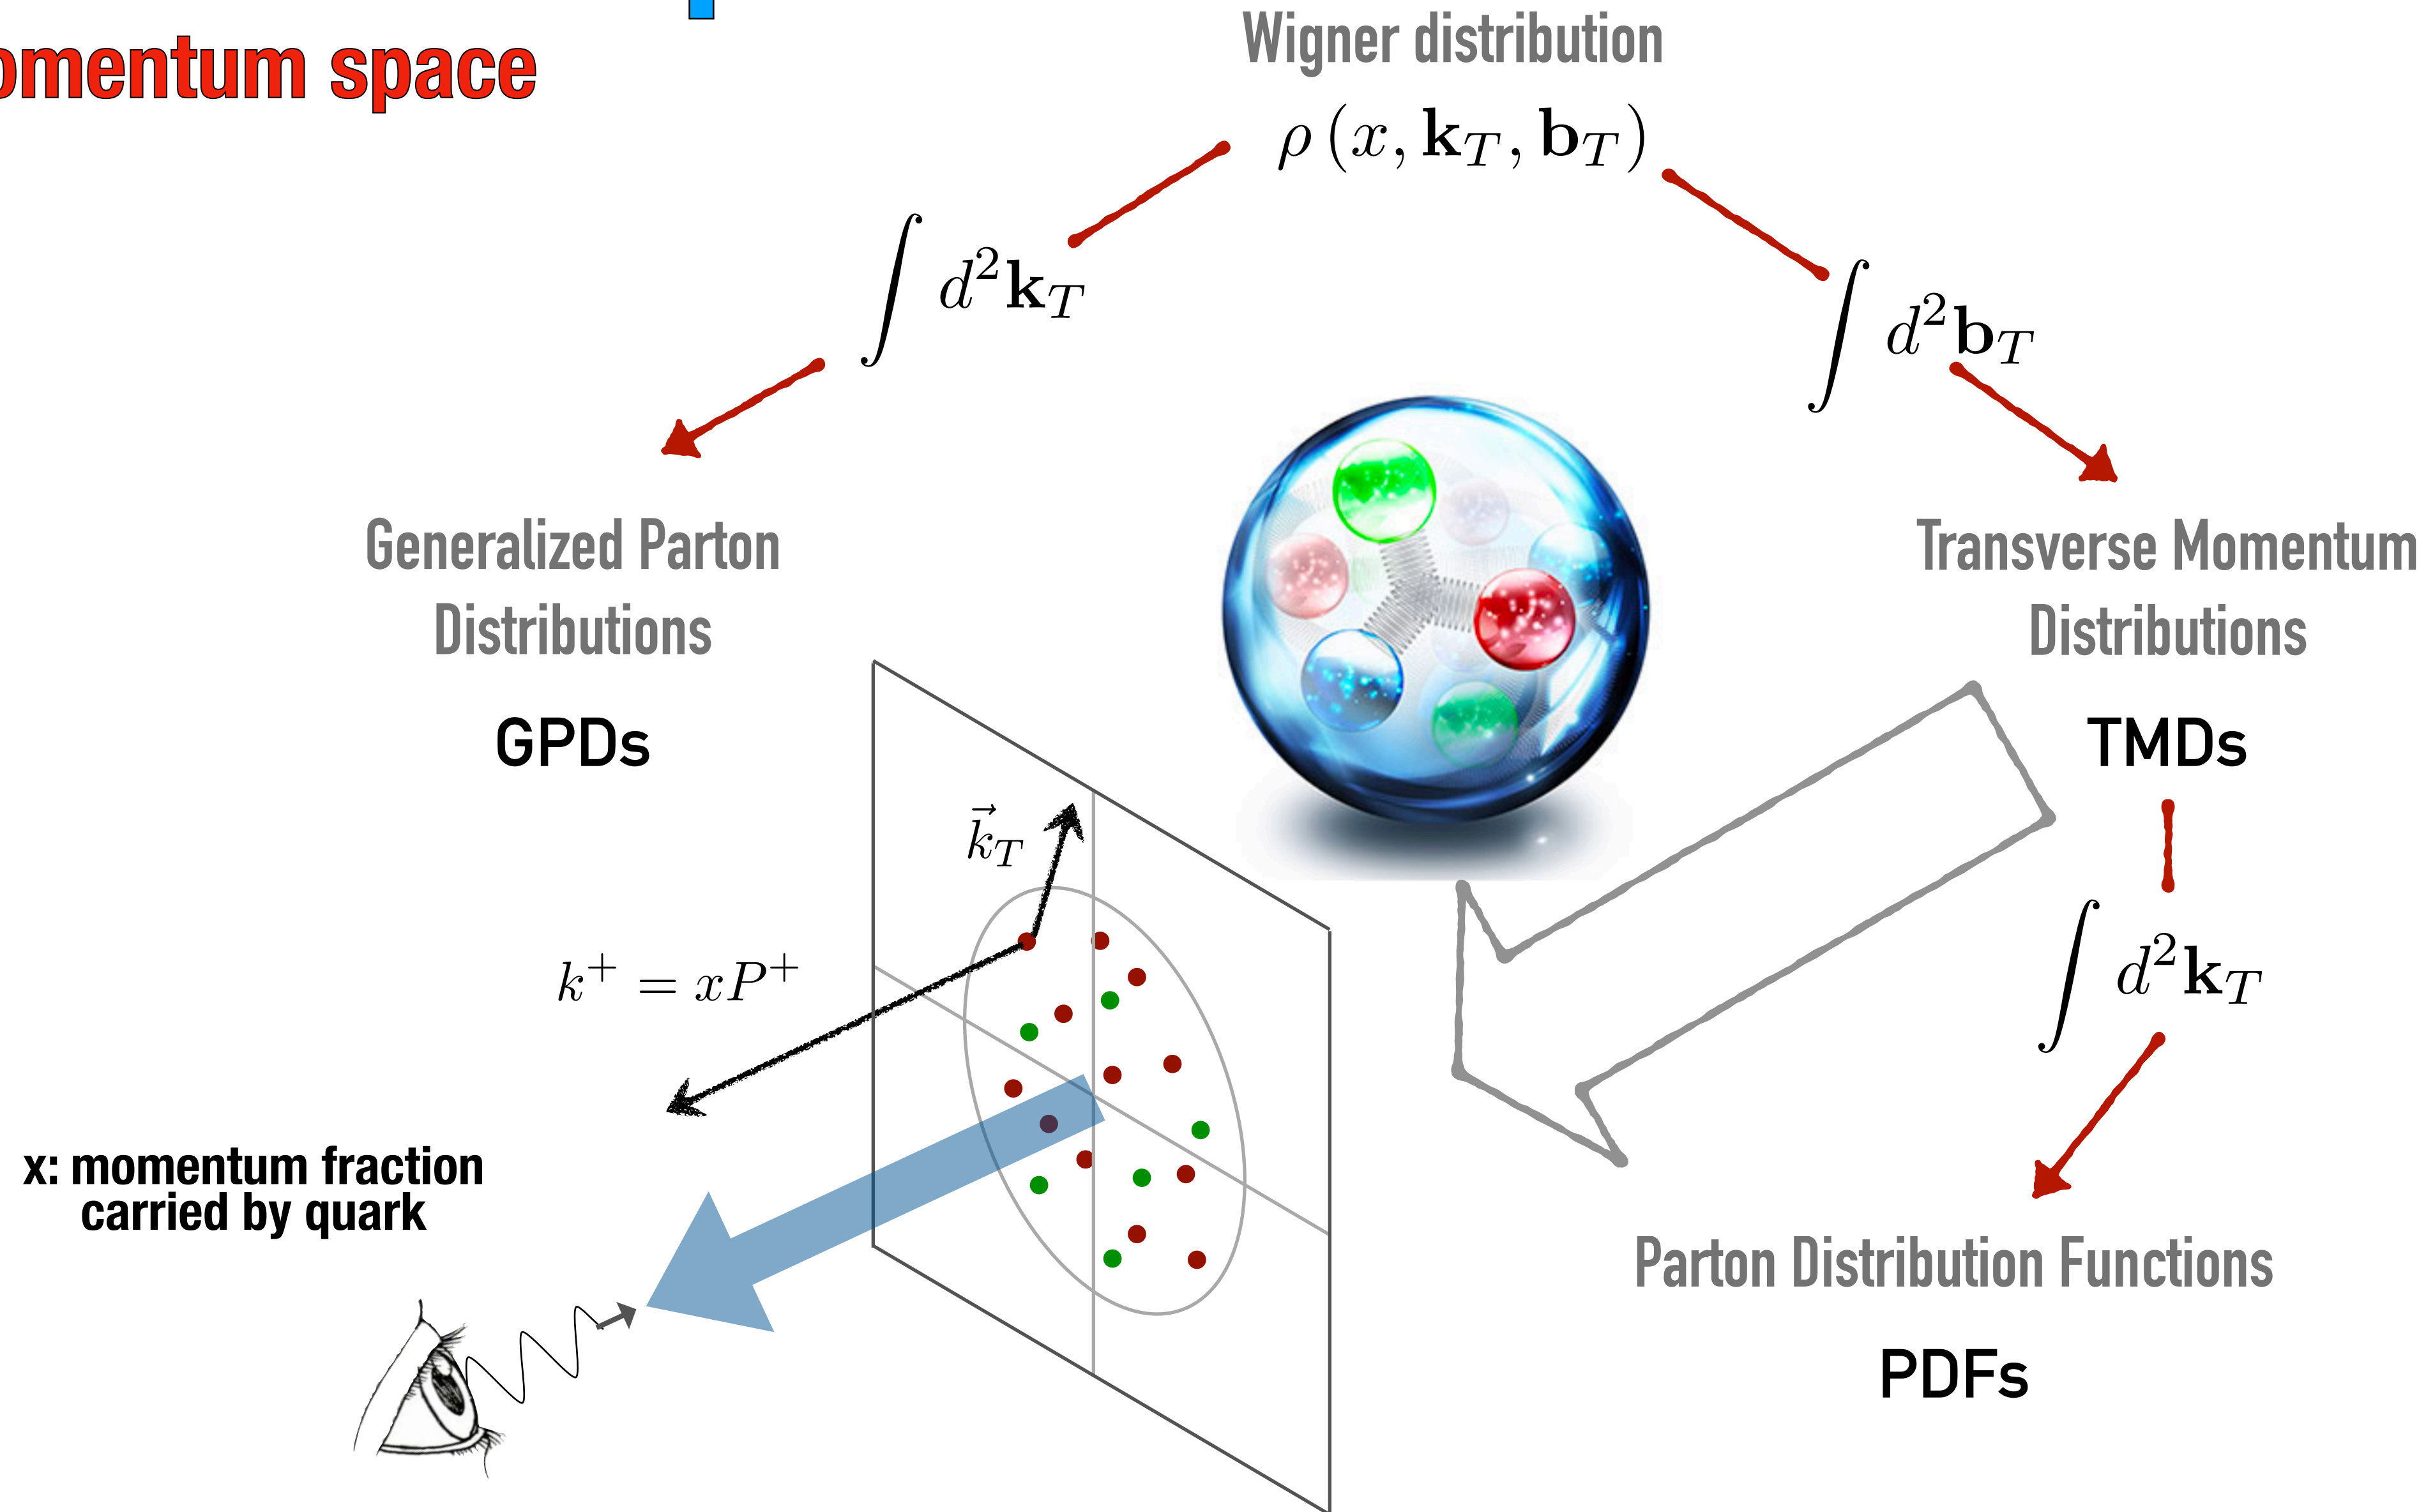 omentum space
Wigner distribution
ρ (x, k_T, b_T)
∫ d²k_T
∫ d²b_T
Generalized Parton
Distributions
GPDs
Transverse Momentum
Distributions
TMDs
k⃗_T
k⁺ = xP⁺
∫ d²k_T
x: momentum fraction
carried by quark
Parton Distribution Functions
PDFs